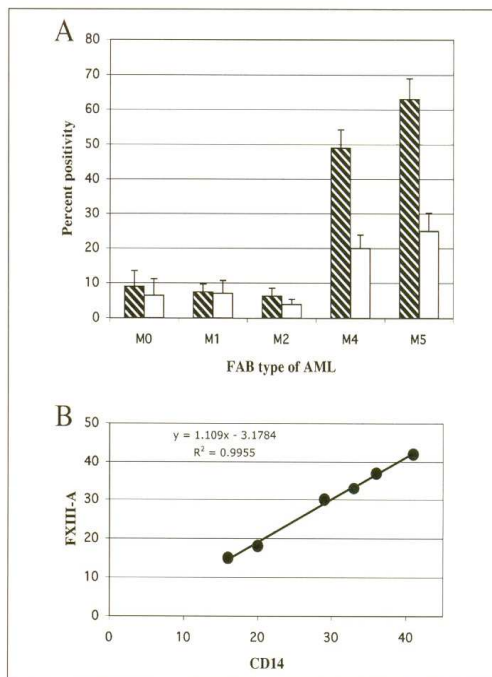 A
80
70
60
50
40
30
20
10
0
Percent positivity
M0 M1 M2 M4 M5
FAB type of AML
B
50
40
30
20
10
0
FXIII-A
y = 1.109x - 3.1784
R² = 0.9955
0 10 20 30 40
CD14